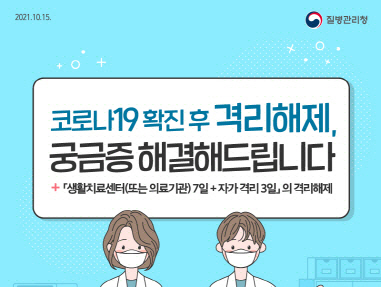 2021.10.15.
질병관리청
코로나19 확진 후 격리해제,
궁금증 해결해드립니다
+ 「생활치료센터(또는 의료기관) 7일 + 자가 격리 3일」의 격리해제